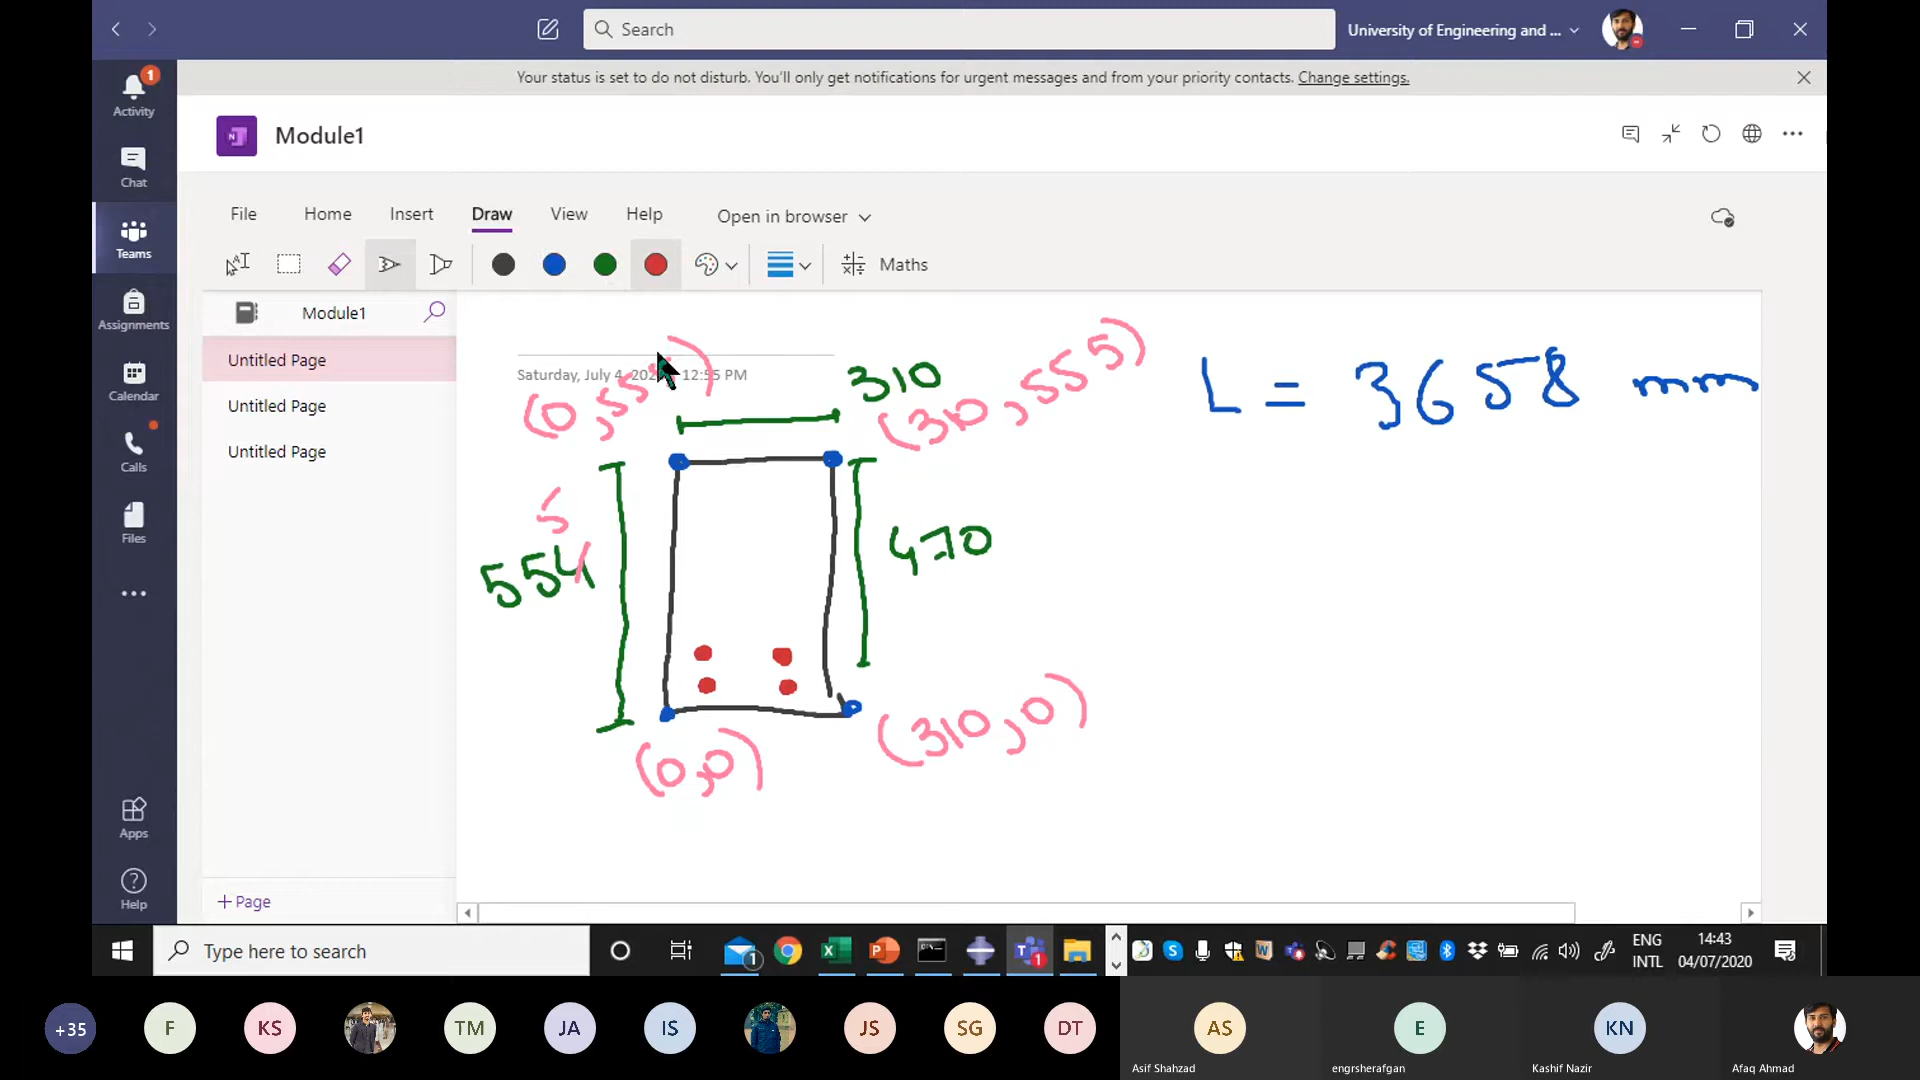 Search
University of Engineering and ...
Your status is set to do not disturb. You'll only get notifications for urgent messages and from your priority contacts. Change settings.
1
Activity
Chat
Teams
Assignments
Calendar
Calls
Files
Apps
Help
Module1
File Home Insert Draw View Help Open in browser
Maths
Module1
Untitled Page
Untitled Page
Untitled Page
+ Page
Saturday, July 4, 12:55 PM
(0,55 )
310
(310,555)
L = 3658 mm
5
554
470
(0,0)
(310,0)
Type here to search
1
1
ENG
INTL
14:43
04/07/2020
+35
F
KS
TM
JA
IS
JS
SG
DT
AS
E
KN
Asif Shahzad
engrsherafgan
Kashif Nazir
Afaq Ahmad